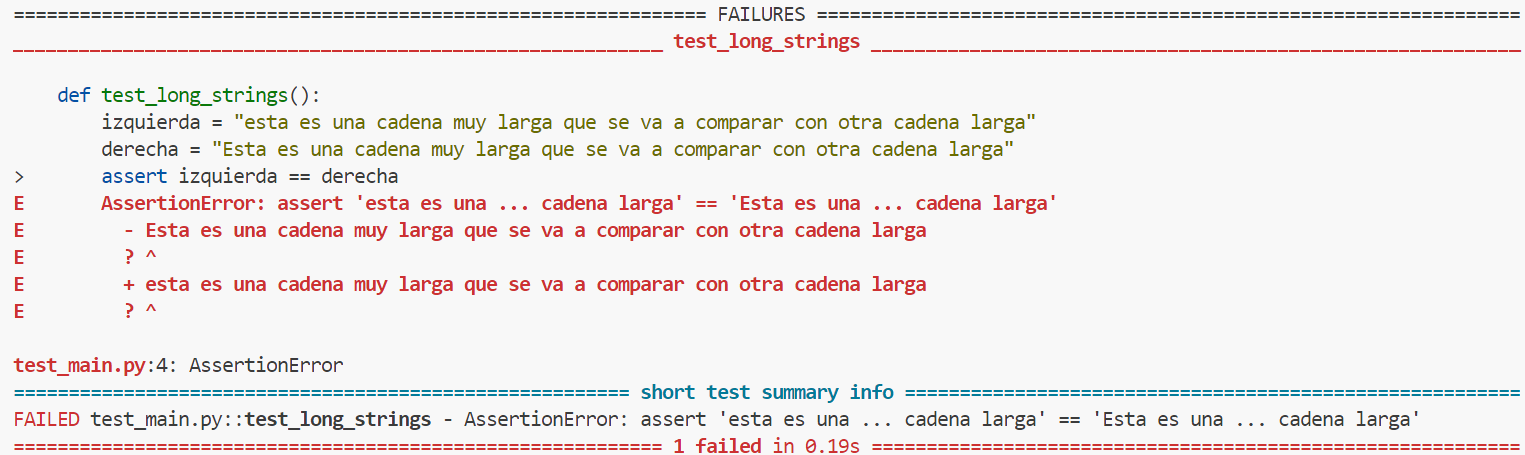 =============================================================== FAILURES ================================================================
___________________________________________________________ test_long_strings ___________________________________________________________
def test_long_strings():
izquierda = "esta es una cadena muy larga que se va a comparar con otra cadena larga"
derecha = "Esta es una cadena muy larga que se va a comparar con otra cadena larga"
> assert izquierda == derecha
E AssertionError: assert 'esta es una ... cadena larga' == 'Esta es una ... cadena larga'
E - Esta es una cadena muy larga que se va a comparar con otra cadena larga
E ? ^
E + esta es una cadena muy larga que se va a comparar con otra cadena larga
E ? ^
test_main.py:4: AssertionError
======================================================== short test summary info ========================================================
FAILED test_main.py::test_long_strings - AssertionError: assert 'esta es una ... cadena larga' == 'Esta es una ... cadena larga'
=========================================================== 1 failed in 0.19s ===========================================================